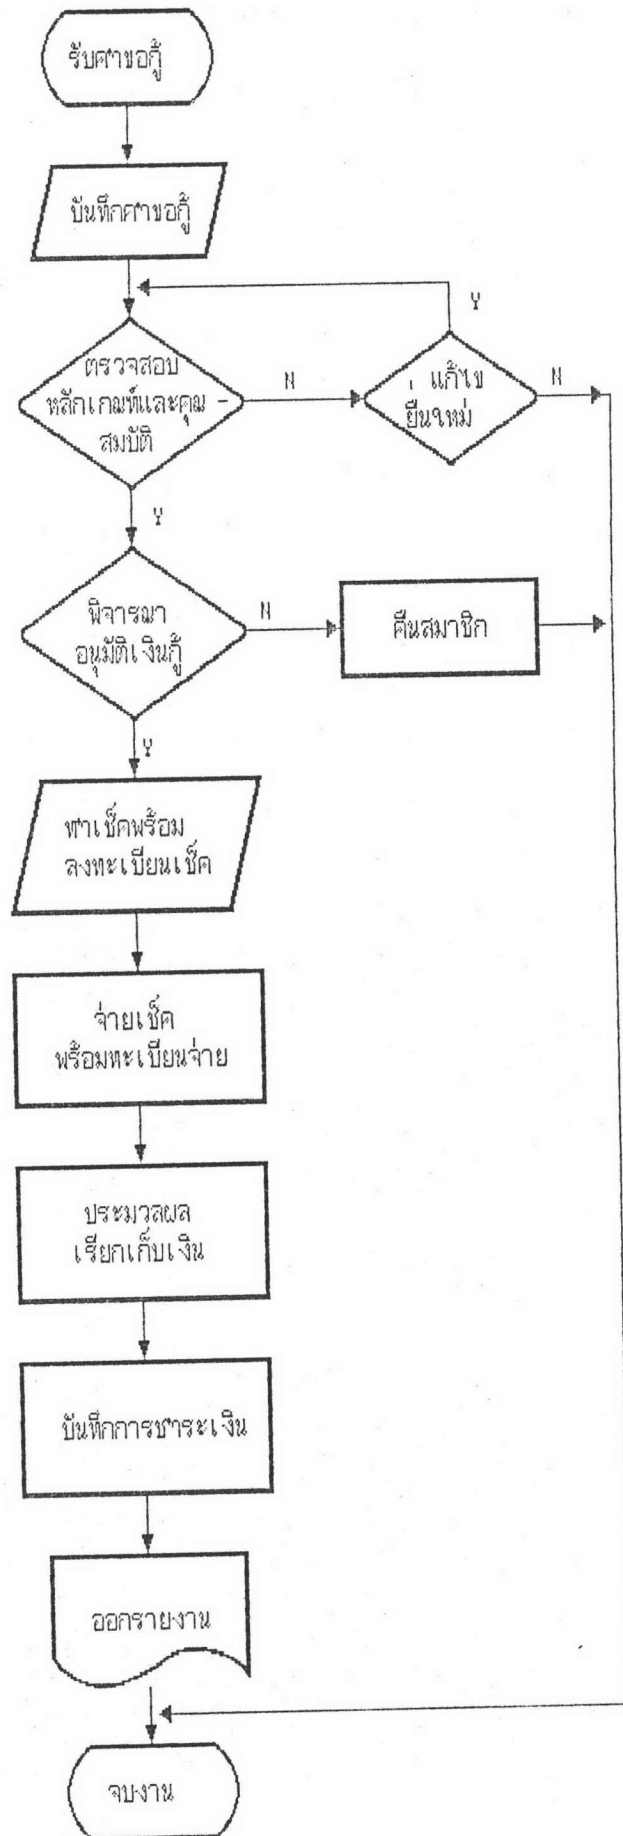 รับคำขอกู้
บันทึกคำขอกู้
Y
ตรวจสอบ
หลักเกณฑ์และคุณ -
สมบัติ
N
แก้ไข
ยื่นใหม่
N
Y
พิจารณา
อนุมัติเงินกู้
N
คืนสมาชิก
Y
ทำเช็คพร้อม
ลงทะเบียนเช็ค
จ่ายเช็ค
พร้อมทะเบียนจ่าย
ประมวลผล
เรียกเก็บเงิน
บันทึกการชำระเงิน
ออกรายงาน
จบงาน